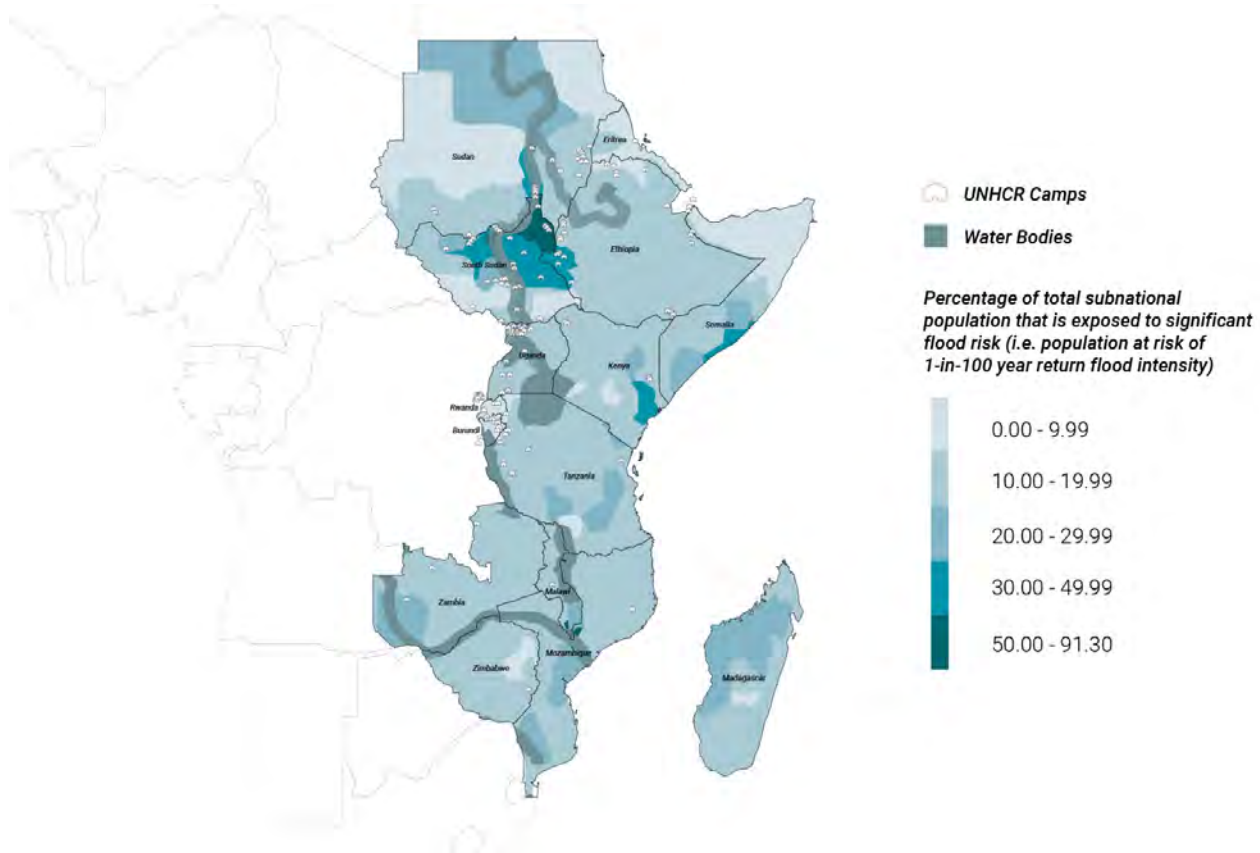 Sudan
Eritrea
South Sudan
Ethiopia
Somalia
Uganda
Kenya
Rwanda
Burundi
Tanzania
Zambia
Malawi
Mozambique
Zimbabwe
Madagascar
UNHCR Camps
Water Bodies
Percentage of total subnational
population that is exposed to significant
flood risk (i.e. population at risk of
1-in-100 year return flood intensity)
0.00 - 9.99
10.00 - 19.99
20.00 - 29.99
30.00 - 49.99
50.00 - 91.30